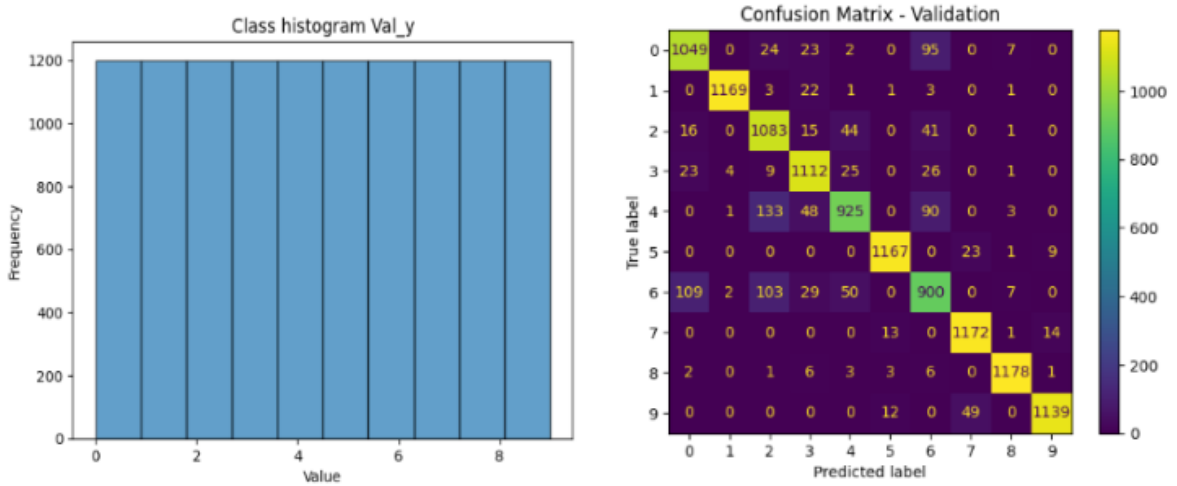 Class histogram Val_y
1200
1000
800
600
400
200
0
Frequency
0 2 4 6 8
Value
Confusion Matrix - Validation
True label
0 1049 0 24 23 2 0 95 0 7 0
1 0 1169 3 22 1 1 3 0 1 0
2 16 0 1083 15 44 0 41 0 1 0
3 23 4 9 1112 25 0 26 0 1 0
4 0 1 133 48 925 0 90 0 3 0
5 0 0 0 0 0 1167 0 23 1 9
6 109 2 103 29 50 0 900 0 7 0
7 0 0 0 0 0 13 0 1172 1 14
8 2 0 1 6 3 3 6 0 1178 1
9 0 0 0 0 0 12 0 49 0 1139
0 1 2 3 4 5 6 7 8 9
Predicted label
1000
800
600
400
200
0